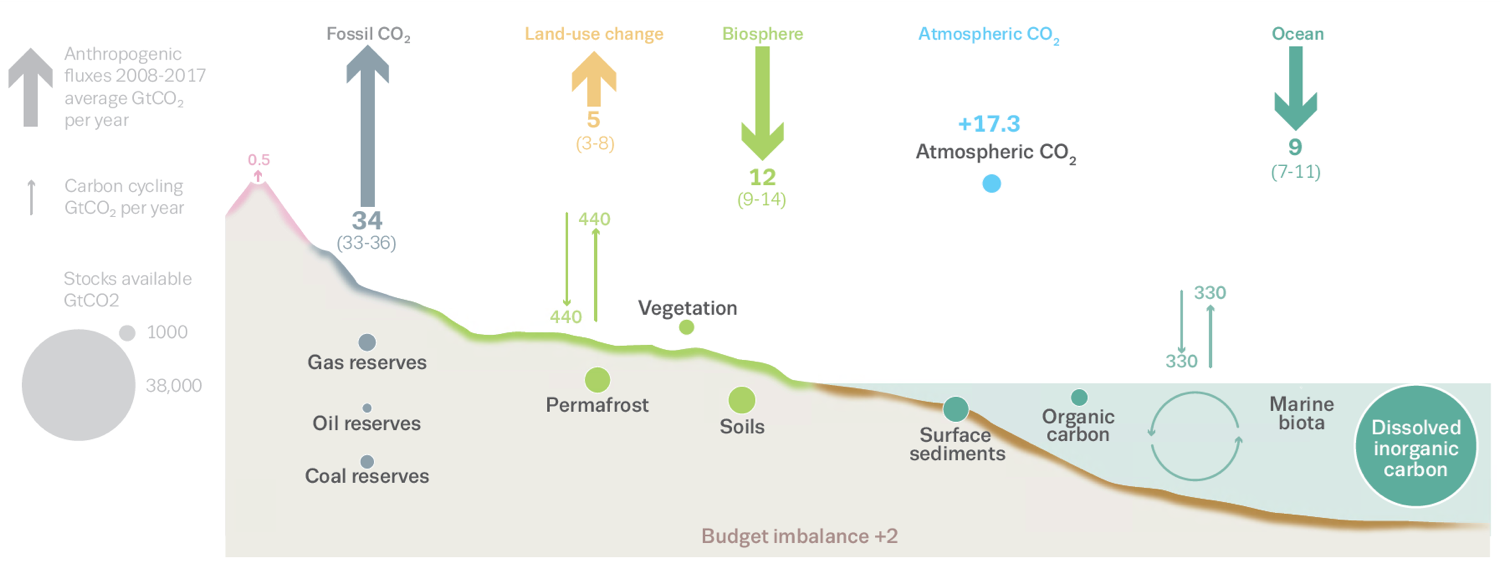 Anthropogenic
fluxes 2008-2017
average GtCO₂
per year
Carbon cycling
GtCO₂ per year
Stocks available
GtCO2
1000
38,000
0.5
Fossil CO₂
34
(33-36)
Land-use change
5
(3-8)
Biosphere
12
(9-14)
Atmospheric CO₂
+17.3
Atmospheric CO₂
Ocean
9
(7-11)
440
440
330
330
Vegetation
Gas reserves
Oil reserves
Coal reserves
Permafrost
Soils
Surface
sediments
Organic
carbon
Marine
biota
Dissolved
inorganic
carbon
Budget imbalance +2